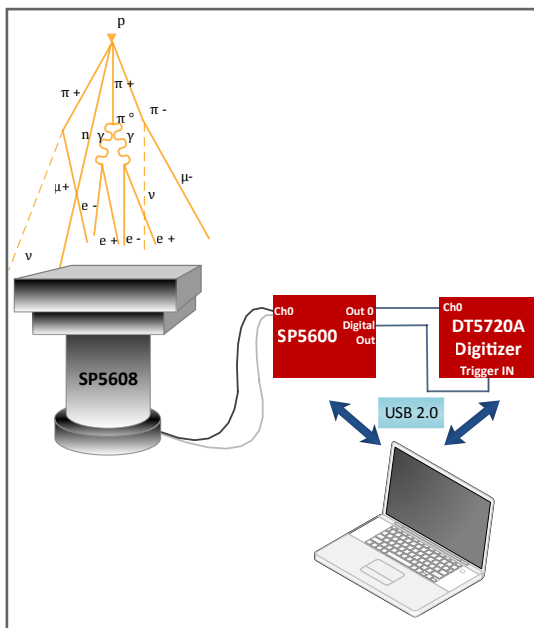 p
π +
π +
π -
π °
n
γ
γ
μ+
μ-
ν
e -
e +
e -
e +
ν
SP5608
Ch0
Out 0
SP5600
Digital
Out
Ch0
DT5720A
Digitizer
Trigger IN
USB 2.0